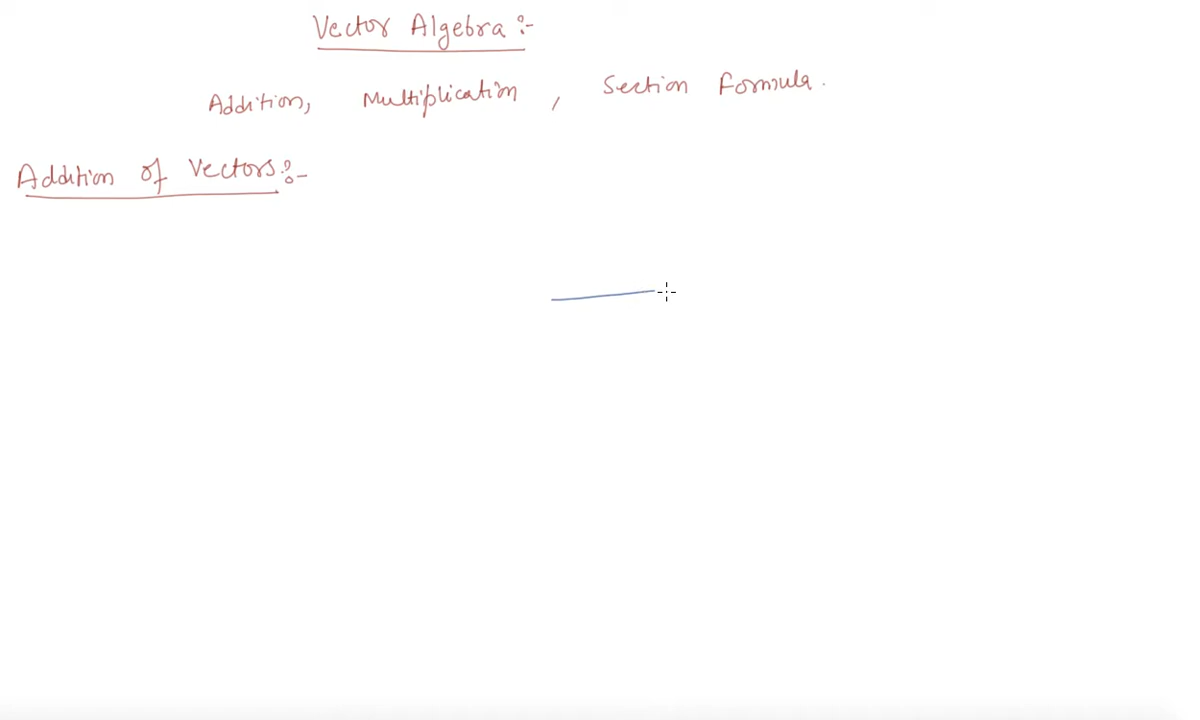 Vector Algebra :-
Addition, Multiplication, Section Formula.
Addition of Vectors :-